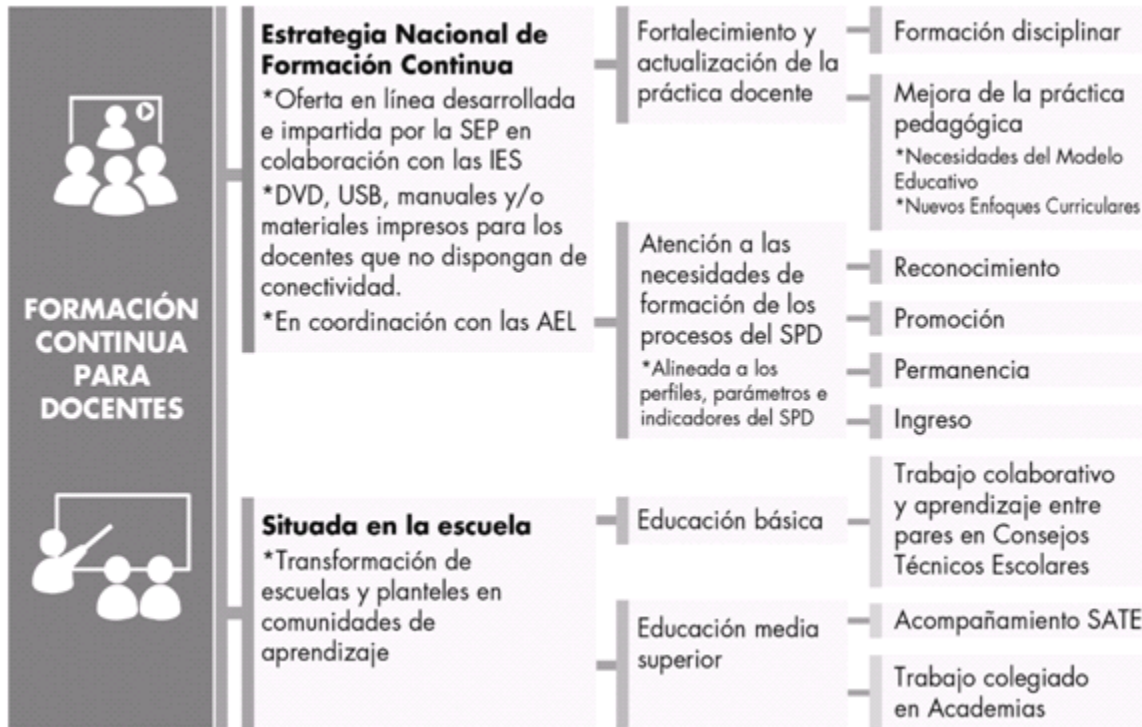 FORMACIÓN
CONTINUA
PARA
DOCENTES
Estrategia Nacional de
Formación Continua
*Oferta en línea desarrollada
e impartida por la SEP en
colaboración con las IES
*DVD, USB, manuales y/o
materiales impresos para los
docentes que no dispongan de
conectividad.
*En coordinación con las AEL
Fortalecimiento y
actualización de la
práctica docente
Formación disciplinar
Mejora de la práctica
pedagógica
*Necesidades del Modelo
Educativo
*Nuevos Enfoques Curriculares
Atención a las
necesidades de
formación de los
procesos del SPD
*Alineada a los
perfiles, parámetros e
indicadores del SPD
Reconocimiento
Promoción
Permanencia
Ingreso
Situada en la escuela
*Transformación de
escuelas y planteles en
comunidades de
aprendizaje
Educación básica
Trabajo colaborativo
y aprendizaje entre
pares en Consejos
Técnicos Escolares
Educación media
superior
Acompañamiento SATE
Trabajo colegiado
en Academias